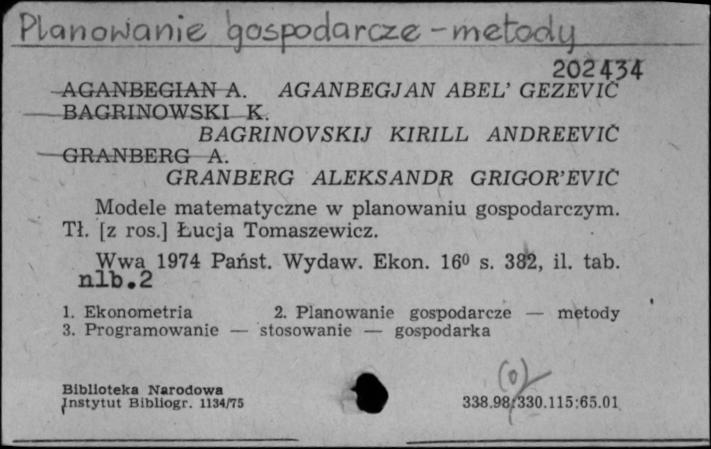 Planowanie gospodarcze - metody
202434
AGANBEGIAN A. AGANBEGJAN ABEL' GEZEVIČ
BAGRINOWSKI K.
BAGRINOVSKIJ KIRILL ANDREEVIČ
GRANBERG A.
GRANBERG ALEKSANDR GRIGOR'EVIČ
Modele matematyczne w planowaniu gospodarczym.
Tł. [z ros.] Łucja Tomaszewicz.
Wwa 1974 Państ. Wydaw. Ekon. 16⁰ s. 382, il. tab.
nlb.2
1. Ekonometria 2. Planowanie gospodarcze — metody
3. Programowanie — stosowanie — gospodarka
(0)
Biblioteka Narodowa
Instytut Bibliogr. 1134/75 338.98:330.115:65.01